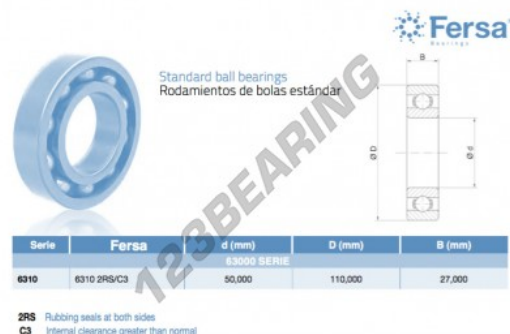 Fersa
Bearings
Standard ball bearings
Rodamientos de bolas estándar
B
Ø D
Ø d
123BEARING
Serie Fersa d (mm) D (mm) B (mm)
63000 SERIE
6310 6310 2RS/C3 50,000 110,000 27,000
2RS Rubbing seals at both sides
C3 Internal clearance greater than normal